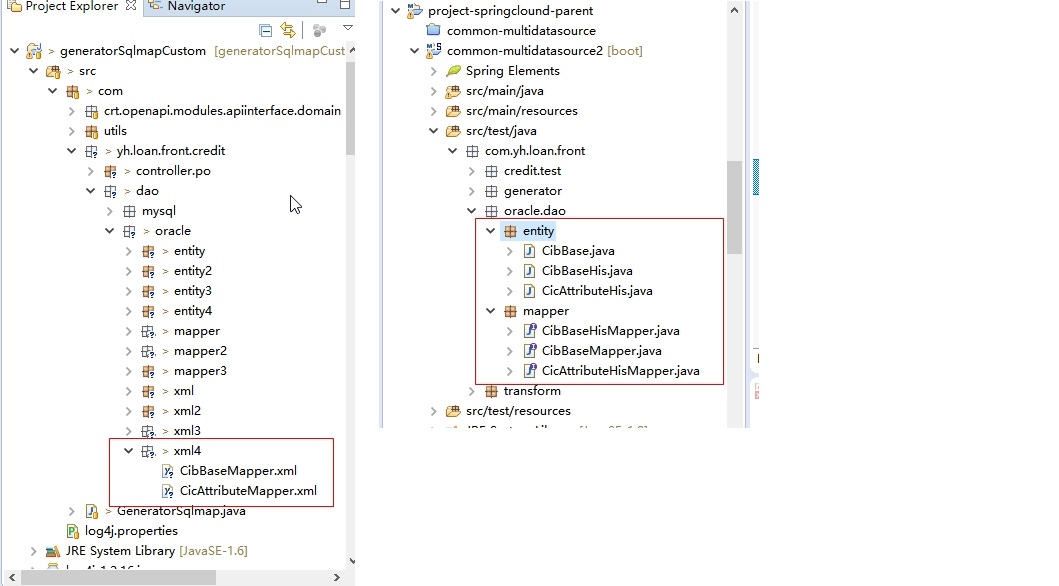 Project Explorer
Navigator
> generatorSqlmapCustom [generatorSqlmapCust
> src
> com
> crt.openapi.modules.apiinterface.domain
> utils
> yh.loan.front.credit
> controller.po
> dao
mysql
> oracle
> entity
> entity2
> entity3
> entity4
> mapper
> mapper2
> mapper3
> xml
> xml2
> xml3
> xml4
CibBaseMapper.xml
CicAttributeMapper.xml
> GeneratorSqlmap.java
log4j.properties
JRE System Library [JavaSE-1.6]
project-springclound-parent
common-multidatasource
common-multidatasource2 [boot]
Spring Elements
src/main/java
src/main/resources
src/test/java
com.yh.loan.front
credit.test
generator
oracle.dao
entity
CibBase.java
CibBaseHis.java
CicAttributeHis.java
mapper
CibBaseHisMapper.java
CibBaseMapper.java
CicAttributeHisMapper.java
transform
src/test/resources